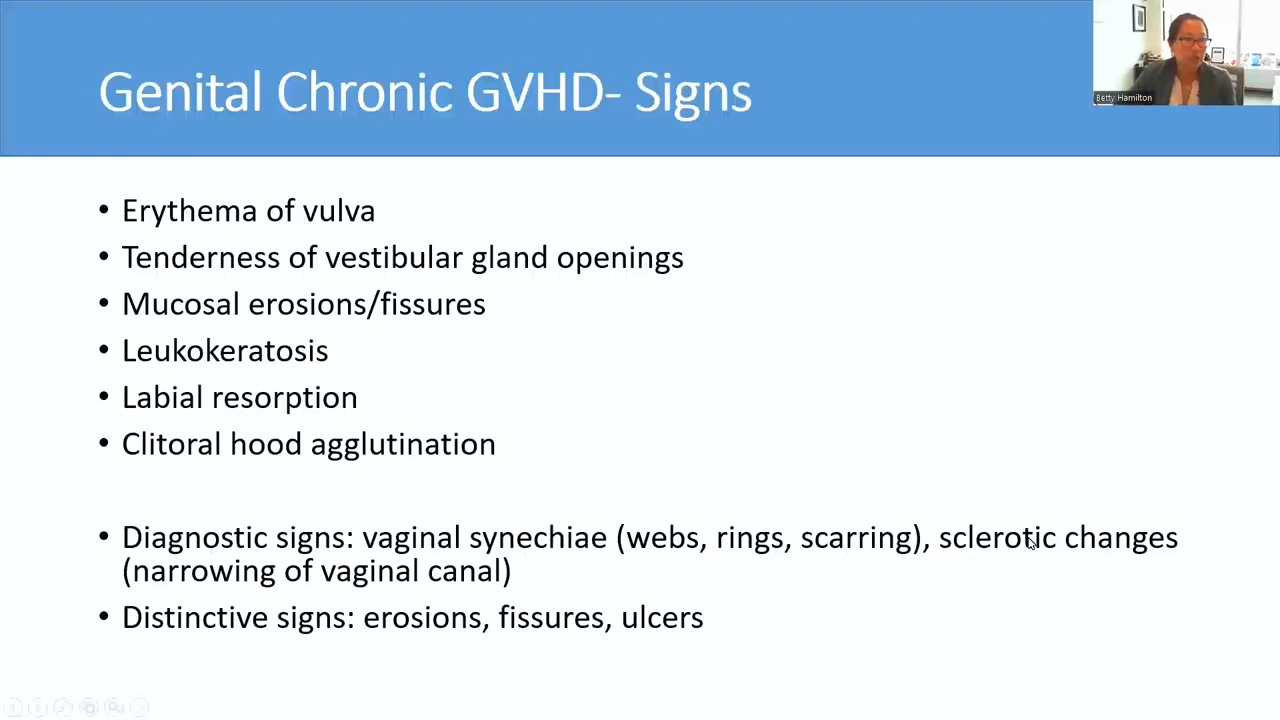 Genital Chronic GVHD- Signs
Betty Hamilton
• Erythema of vulva
• Tenderness of vestibular gland openings
• Mucosal erosions/fissures
• Leukokeratosis
• Labial resorption
• Clitoral hood agglutination
• Diagnostic signs: vaginal synechiae (webs, rings, scarring), sclerotic changes
(narrowing of vaginal canal)
• Distinctive signs: erosions, fissures, ulcers